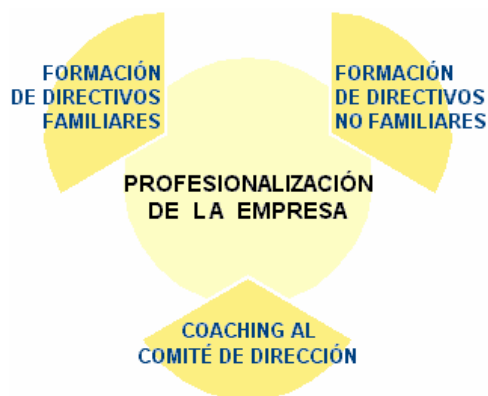 FORMACIÓN
DE DIRECTIVOS
FAMILIARES
FORMACIÓN
DE DIRECTIVOS
NO FAMILIARES
PROFESIONALIZACIÓN
DE LA EMPRESA
COACHING AL
COMITÉ DE DIRECCIÓN